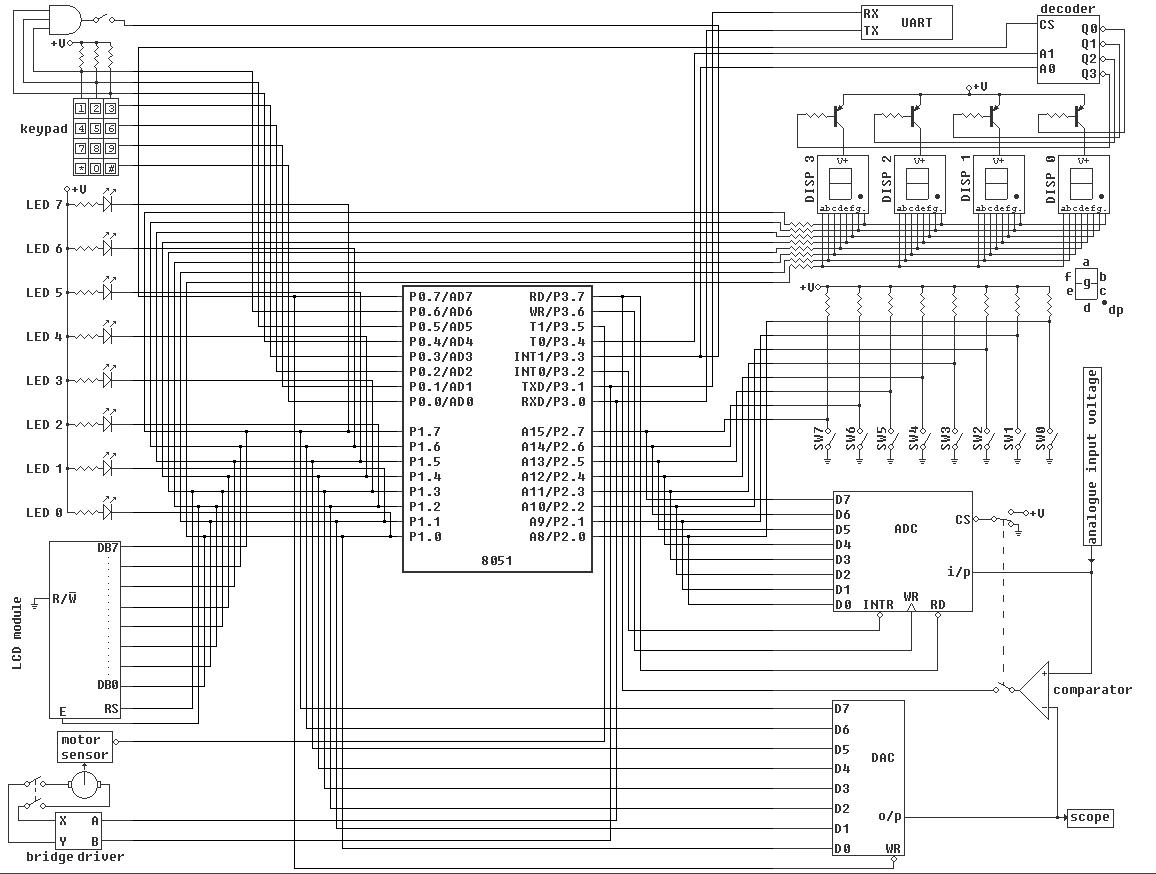 RX
TX
UART
decoder
CS
A1
A0
Q0
Q1
Q2
Q3
+V
1 2 3
4 5 6
7 8 9
* 0 #
keypad
+V
DISP 3
V+
abcdefg.
DISP 2
V+
abcdefg.
DISP 1
V+
abcdefg.
DISP 0
V+
abcdefg.
+V
LED 7
LED 6
LED 5
LED 4
LED 3
LED 2
LED 1
LED 0
a
f b
g
e c
d dp
P0.7/AD7 RD/P3.7
P0.6/AD6 WR/P3.6
P0.5/AD5 T1/P3.5
P0.4/AD4 T0/P3.4
P0.3/AD3 INT1/P3.3
P0.2/AD2 INT0/P3.2
P0.1/AD1 TXD/P3.1
P0.0/AD0 RXD/P3.0
P1.7 A15/P2.7
P1.6 A14/P2.6
P1.5 A13/P2.5
P1.4 A12/P2.4
P1.3 A11/P2.3
P1.2 A10/P2.2
P1.1 A9/P2.1
P1.0 A8/P2.0
8051
+V
SW7
SW6
SW5
SW4
SW3
SW2
SW1
SW0
analogue input voltage
D7
D6
D5
D4
D3
D2
D1
D0
ADC
CS
+V
i/p
INTR
WR
RD
LCD module
DB7
R/W̅
DB0
RS
E
comparator
+
−
motor
sensor
X A
Y B
bridge driver
D7
D6
D5
D4
D3
D2
D1
D0
DAC
o/p
WR
scope